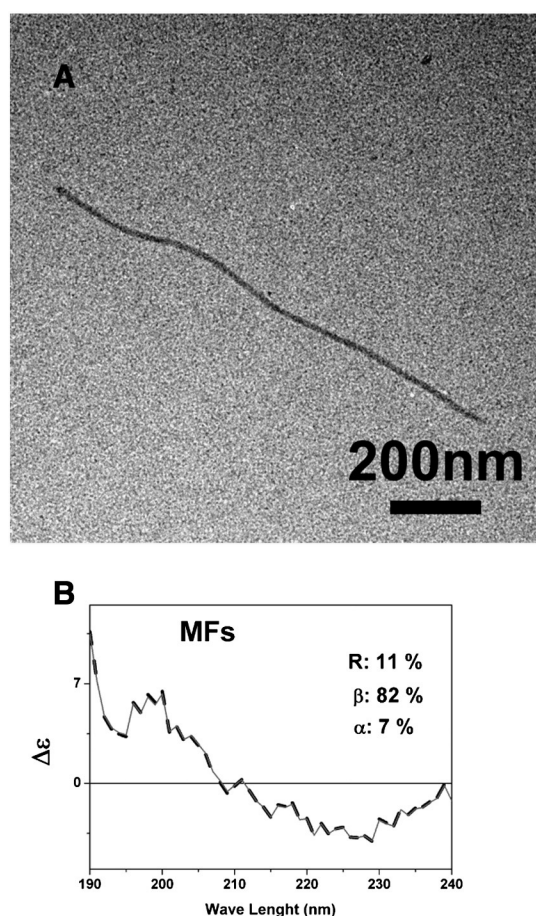 A
200nm
B
MFs
R: 11 %
β: 82 %
α: 7 %
7
0
Δε
190 200 210 220 230 240
Wave Lenght (nm)